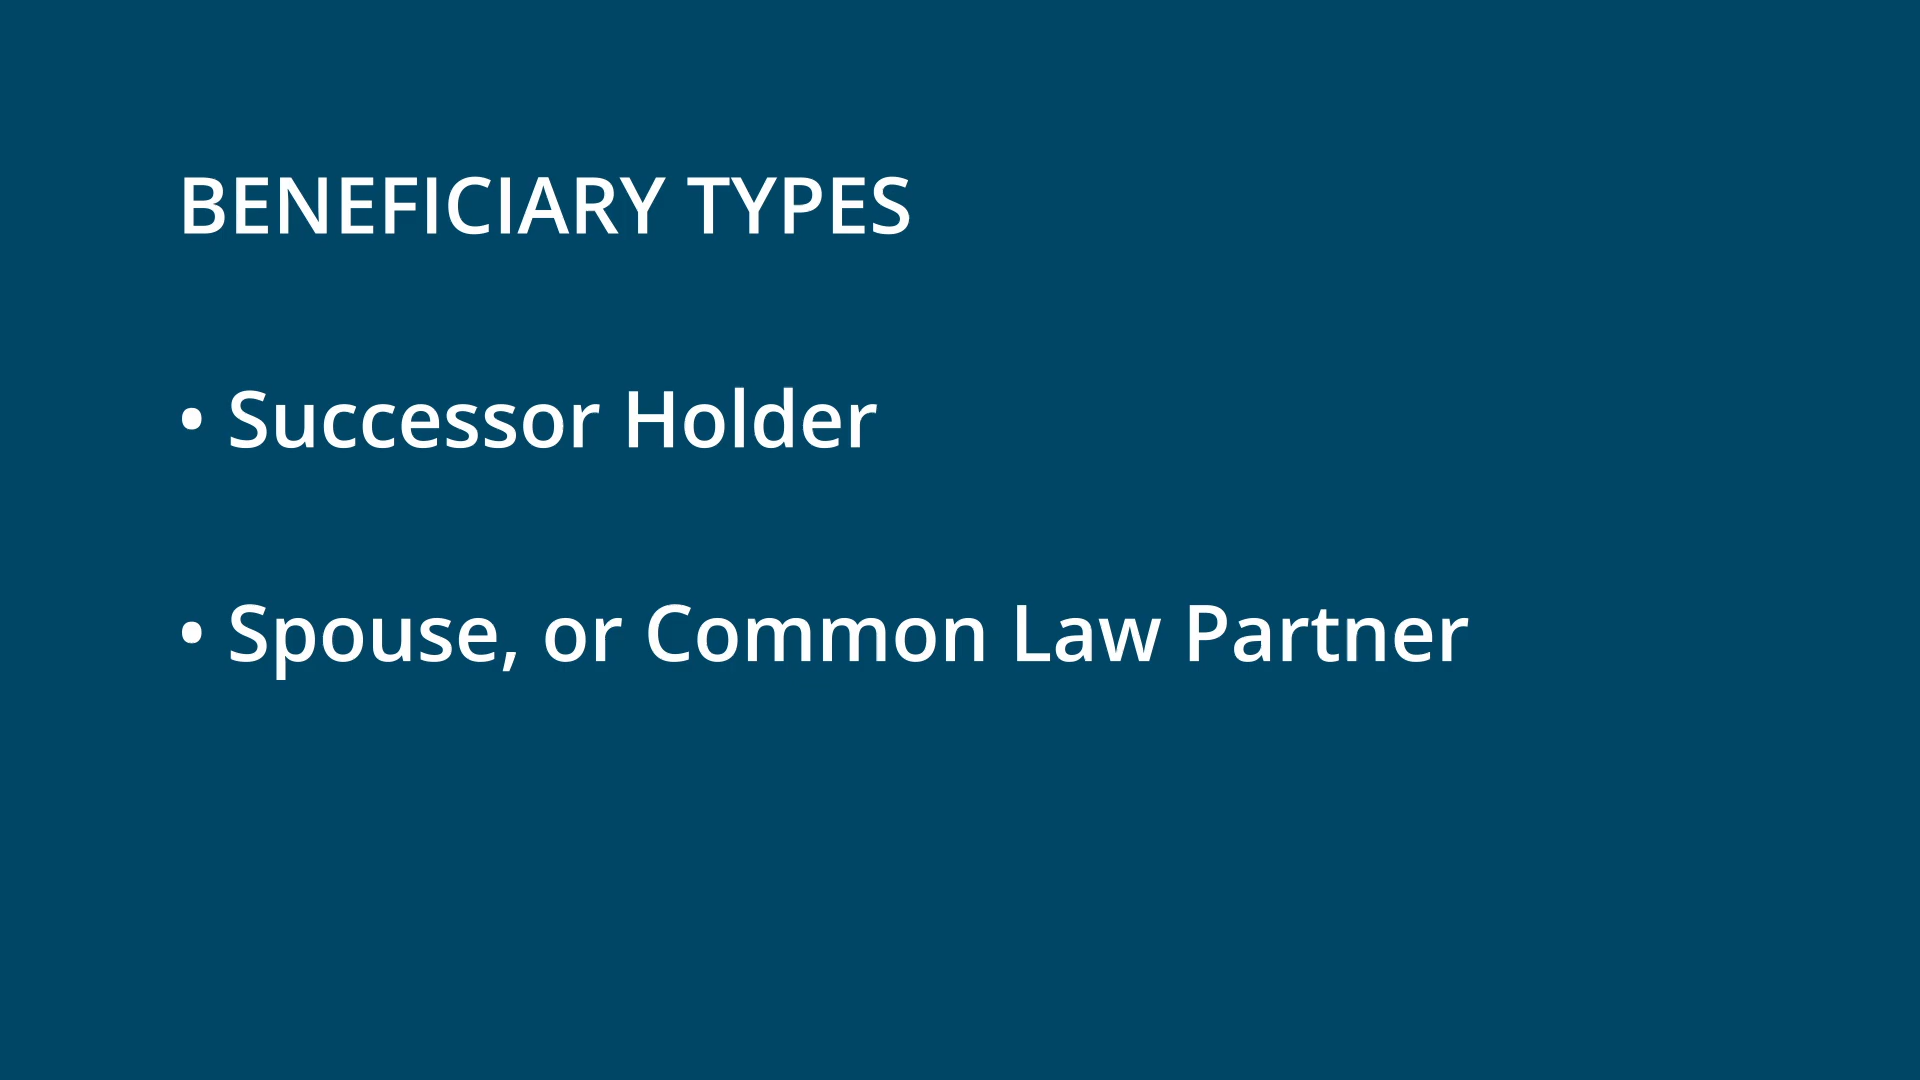 BENEFICIARY TYPES
• Successor Holder
• Spouse, or Common Law Partner